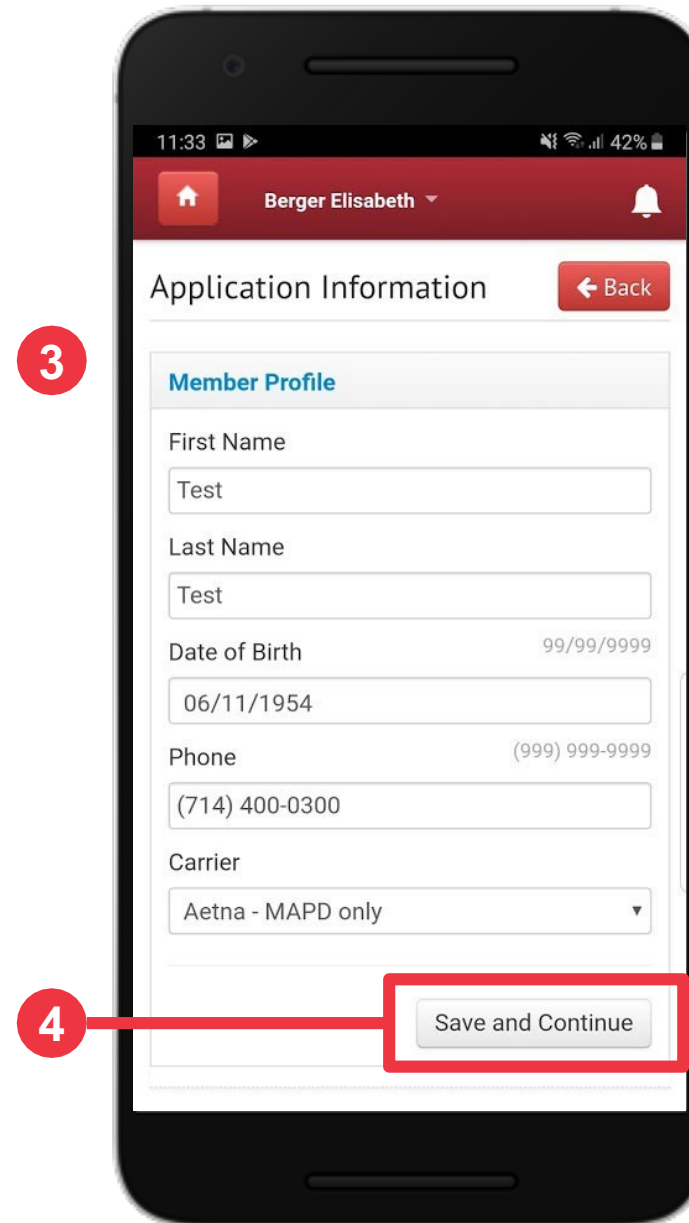 11:33 42%
Berger Elisabeth
Application Information Back
3
Member Profile
First Name
Test
Last Name
Test
Date of Birth 99/99/9999
06/11/1954
Phone (999) 999-9999
(714) 400-0300
Carrier
Aetna - MAPD only
4
Save and Continue